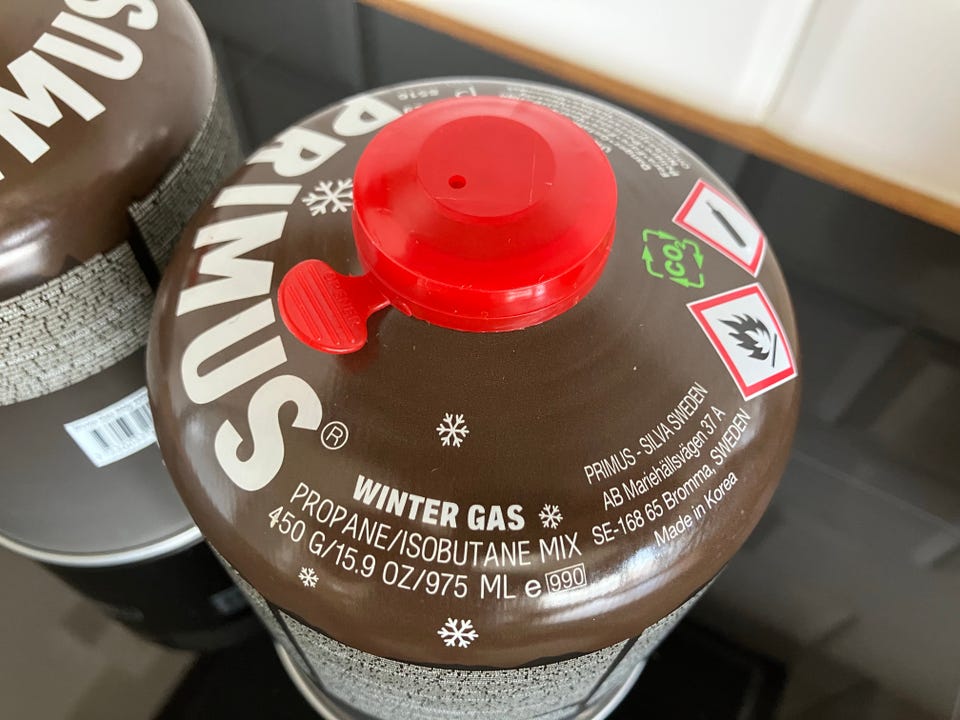 PRIMUS®
WINTER GAS
PROPANE/ISOBUTANE MIX
450 G/15.9 OZ/975 ML e 990
PRIMUS - SILVA SWEDEN
AB Mariehällsvägen 37 A
SE-168 65 Bromma, SWEDEN
Made in Korea
CO2